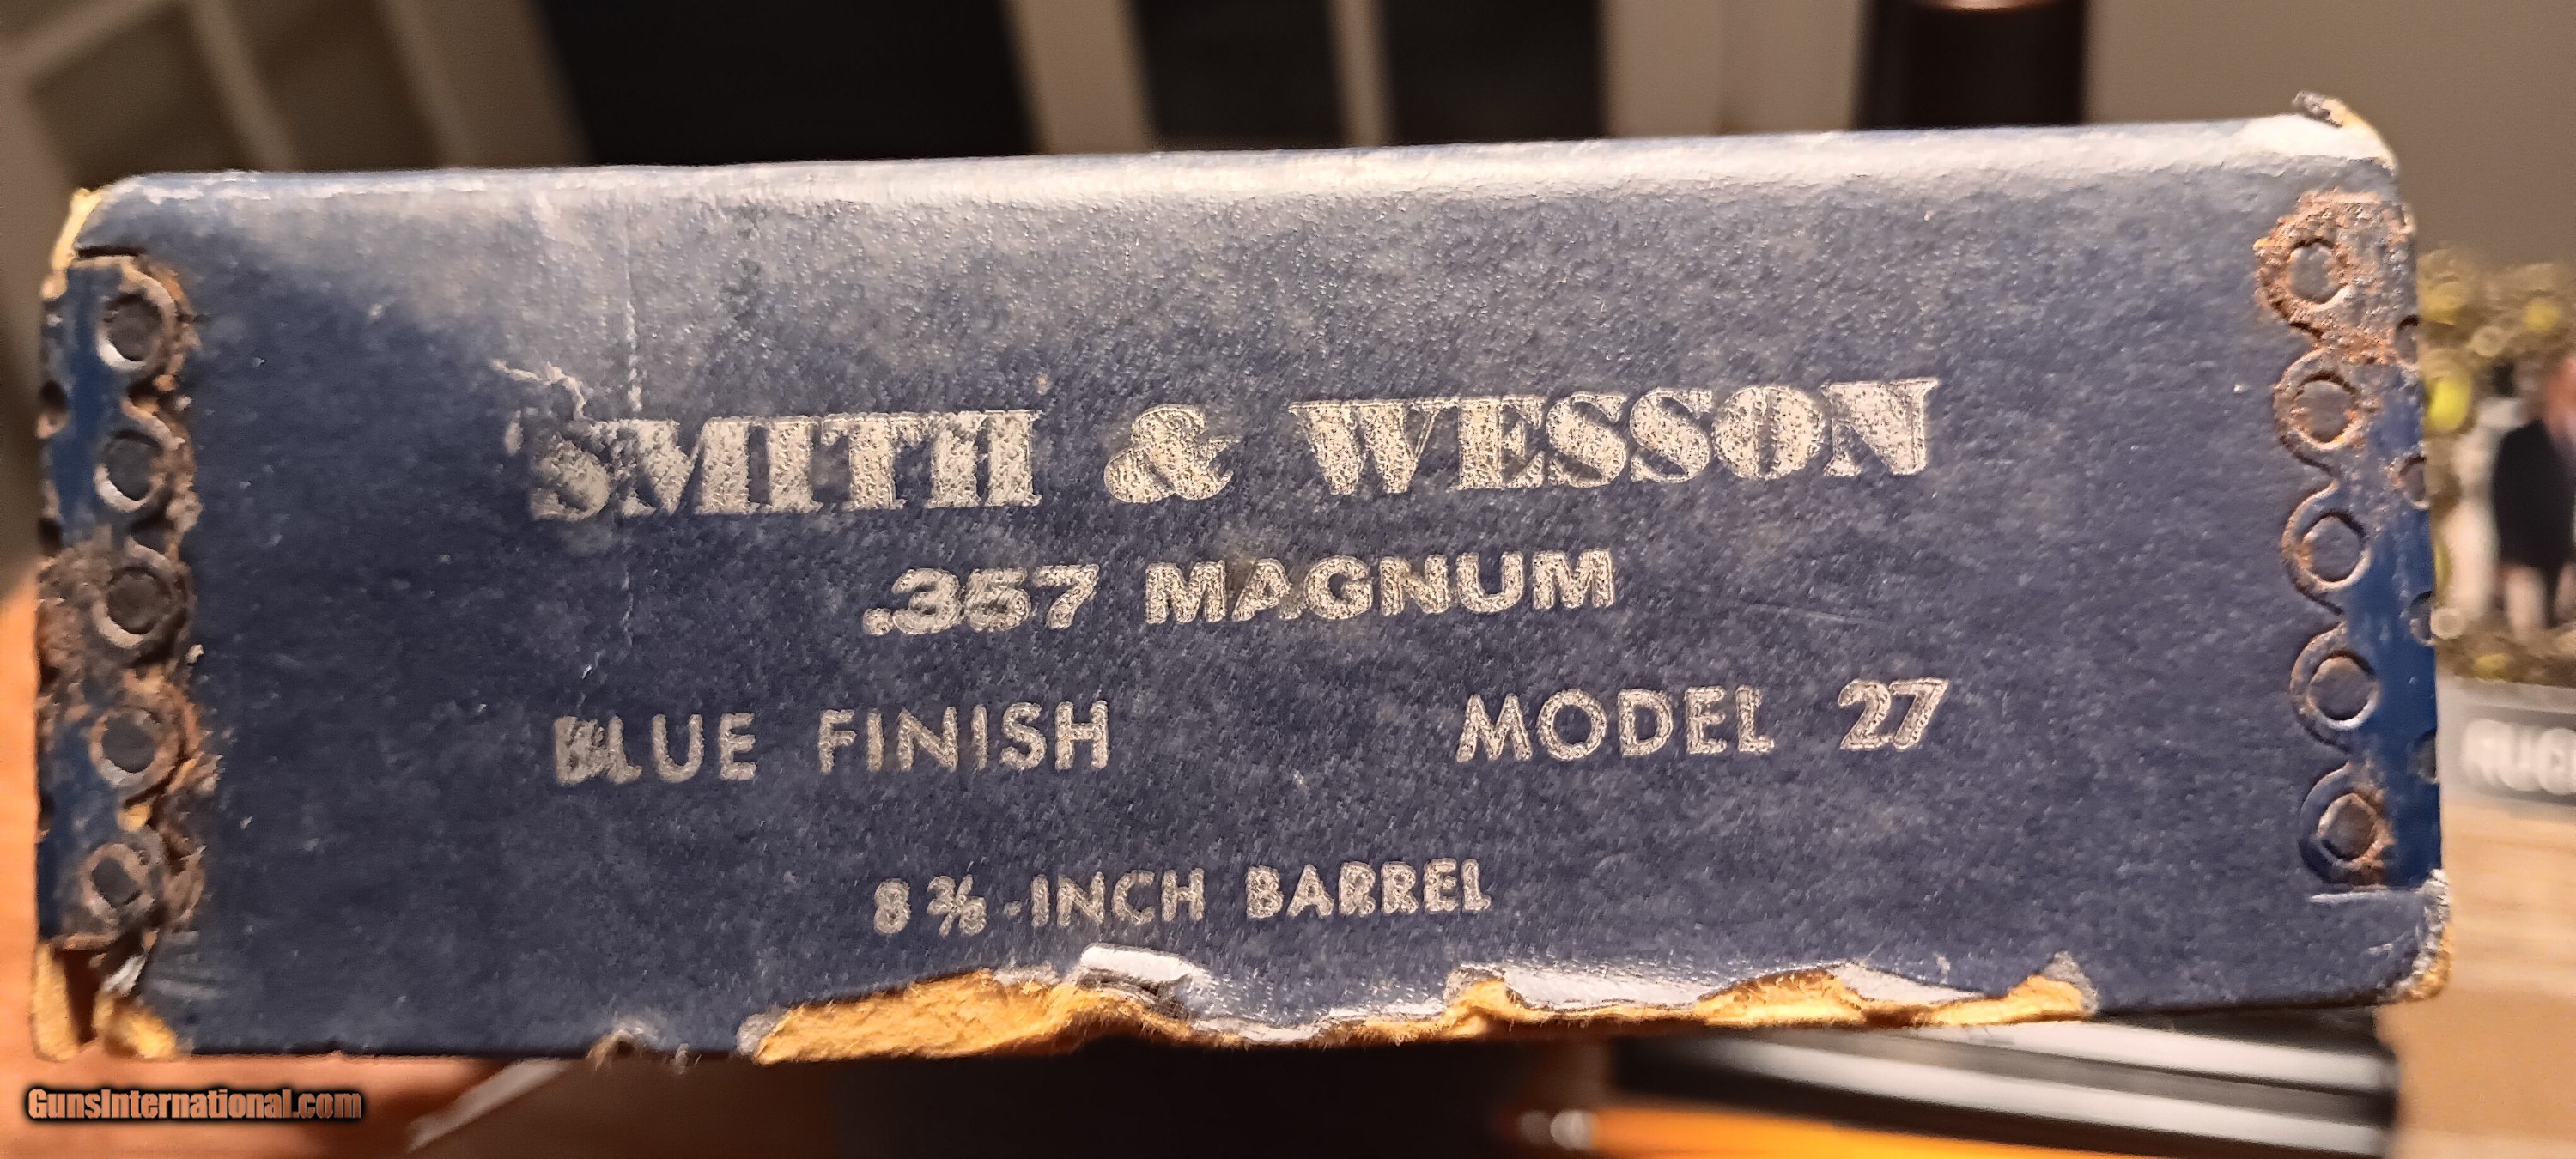 SMITH & WESSON
.357 MAGNUM
BLUE FINISH MODEL 27
8 3/8-INCH BARREL
GunsInternational.com